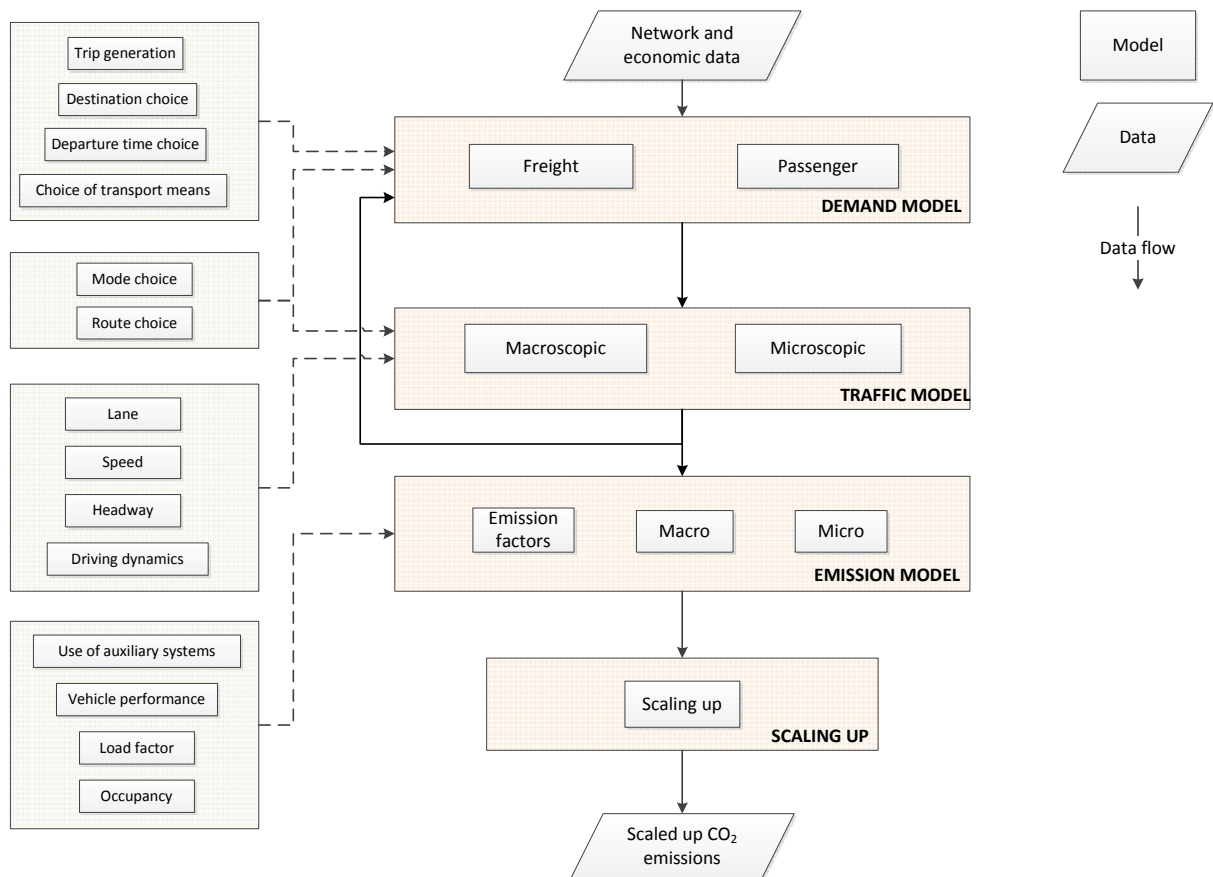 Trip generation
Destination choice
Departure time choice
Choice of transport means
Mode choice
Route choice
Lane
Speed
Headway
Driving dynamics
Use of auxiliary systems
Vehicle performance
Load factor
Occupancy
Network and
economic data
Freight
Passenger
DEMAND MODEL
Macroscopic
Microscopic
TRAFFIC MODEL
Emission
factors
Macro
Micro
EMISSION MODEL
Scaling up
SCALING UP
Scaled up CO₂
emissions
Model
Data
Data flow